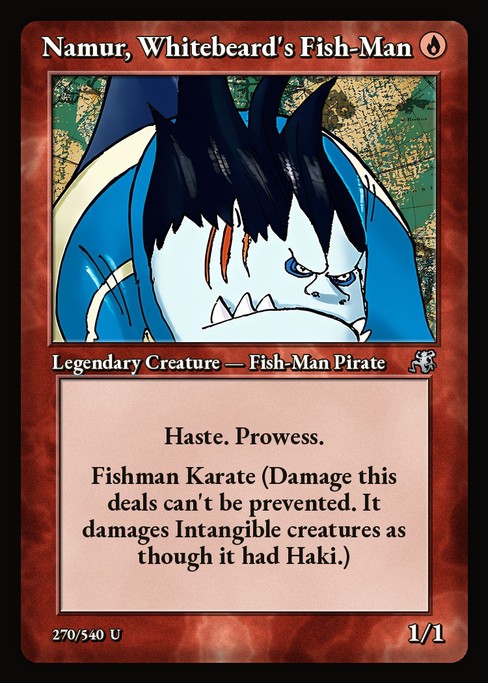 Namur, Whitebeard's Fish-Man
Legendary Creature — Fish-Man Pirate
Haste. Prowess.
Fishman Karate (Damage this
deals can't be prevented. It
damages Intangible creatures as
though it had Haki.)
270/540 U
1/1